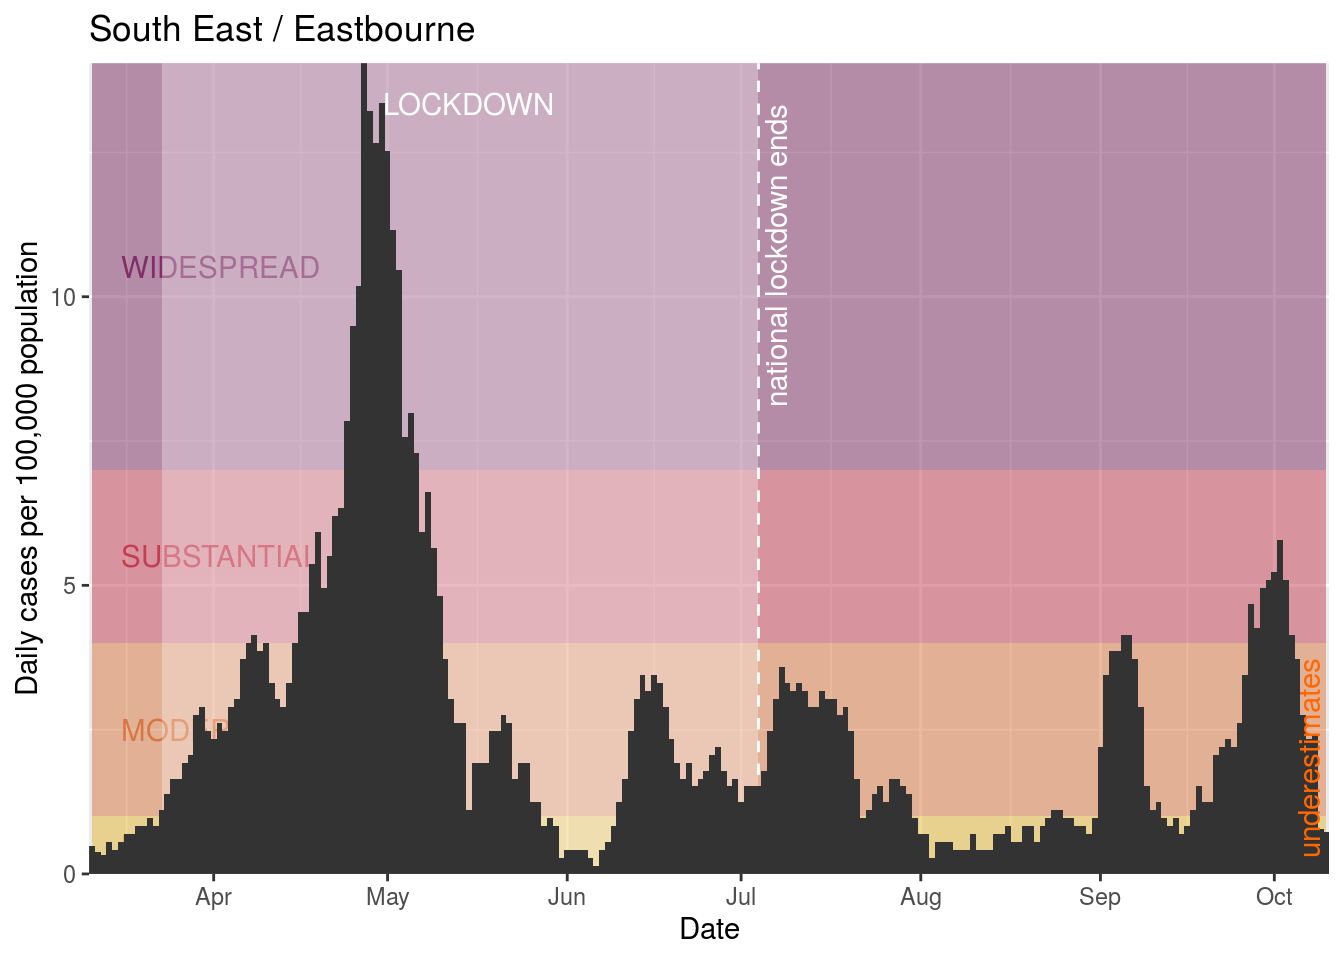 South East / Eastbourne
LOCKDOWN
national lockdown ends
WIDESPREAD
SUBSTANTIAL
underestimates
Daily cases per 100,000 population
10
5
0
Apr
May
Jun
Jul
Aug
Sep
Oct
Date